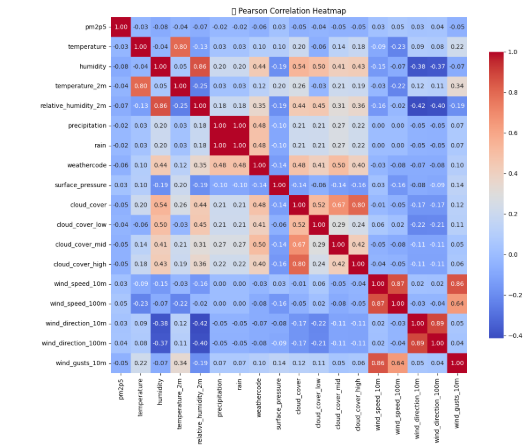 Pearson Correlation Heatmap
pm2p5 1.00 -0.03 -0.08 -0.04 -0.07 -0.02 -0.02 -0.06 0.03 -0.05 -0.04 -0.05 -0.05 0.03 0.05 0.03 0.04 -0.05
temperature -0.03 1.00 -0.04 0.80 -0.13 0.03 0.03 0.10 0.10 0.20 -0.06 0.14 0.18 -0.09 -0.23 0.09 0.08 0.22
humidity -0.08 -0.04 1.00 -0.05 0.86 0.20 0.20 0.44 -0.19 0.54 0.50 0.41 0.43 -0.15 -0.07 -0.38 -0.37 -0.07
temperature_2m -0.04 0.80 -0.05 1.00 -0.25 0.03 0.03 0.12 0.20 0.26 -0.03 0.21 0.19 -0.03 -0.22 0.12 0.11 0.34
relative_humidity_2m -0.07 -0.13 0.86 -0.25 1.00 0.18 0.18 0.35 -0.19 0.44 0.45 0.31 0.36 -0.16 -0.02 -0.42 -0.40 -0.19
precipitation -0.02 0.03 0.20 0.03 0.18 1.00 1.00 0.48 -0.10 0.21 0.21 0.27 0.22 0.00 0.00 -0.05 -0.05 0.07
rain -0.02 0.03 0.20 0.03 0.18 1.00 1.00 0.48 -0.10 0.21 0.21 0.27 0.22 0.00 0.00 -0.05 -0.05 0.07
weathercode -0.06 0.10 0.44 0.12 0.35 0.48 0.48 1.00 -0.14 0.48 0.41 0.50 0.40 -0.03 -0.08 -0.07 -0.08 0.10
surface_pressure 0.03 0.10 -0.19 0.20 -0.19 -0.10 -0.10 -0.14 1.00 -0.14 -0.06 -0.14 -0.16 0.03 -0.16 -0.08 -0.09 0.14
cloud_cover -0.05 0.20 0.54 0.26 0.44 0.21 0.21 0.48 -0.14 1.00 0.52 0.67 0.80 0.01 -0.05 -0.17 -0.17 0.12
cloud_cover_low -0.04 -0.06 0.50 -0.03 0.45 0.21 0.21 0.41 -0.06 0.52 1.00 0.29 0.24 0.06 0.02 -0.22 -0.21 0.11
cloud_cover_mid -0.05 0.14 0.41 0.21 0.31 0.27 0.27 0.50 -0.14 0.67 0.29 1.00 0.42 -0.05 -0.08 -0.11 -0.11 0.05
cloud_cover_high -0.05 0.18 0.43 0.19 0.36 0.22 0.22 0.40 -0.16 0.80 0.24 0.42 1.00 -0.04 -0.05 -0.11 -0.11 0.06
wind_speed_10m 0.03 -0.09 -0.15 -0.03 -0.16 0.00 0.00 -0.03 0.03 0.01 0.06 -0.05 -0.04 1.00 0.87 0.02 0.02 0.86
wind_speed_100m 0.05 -0.23 -0.07 -0.22 -0.02 0.00 0.00 -0.08 -0.16 -0.05 0.02 -0.08 -0.05 0.87 1.00 -0.03 -0.04 0.64
wind_direction_10m 0.03 0.09 -0.38 0.12 -0.42 -0.05 -0.05 -0.07 -0.08 -0.17 -0.22 -0.11 -0.11 0.02 -0.03 1.00 0.89 0.05
wind_direction_100m 0.04 0.08 -0.37 0.11 -0.40 -0.05 -0.05 -0.08 -0.09 -0.17 -0.21 -0.11 -0.11 0.02 -0.04 0.89 1.00 0.04
wind_gusts_10m -0.05 0.22 -0.07 0.34 -0.19 0.07 0.07 0.10 0.14 0.12 0.11 0.05 0.06 0.86 0.64 0.05 0.04 1.00
pm2p5
temperature
humidity
temperature_2m
relative_humidity_2m
precipitation
rain
weathercode
surface_pressure
cloud_cover
cloud_cover_low
cloud_cover_mid
cloud_cover_high
wind_speed_10m
wind_speed_100m
wind_direction_10m
wind_direction_100m
wind_gusts_10m
1.0
0.8
0.6
0.4
0.2
0.0
−0.2
−0.4